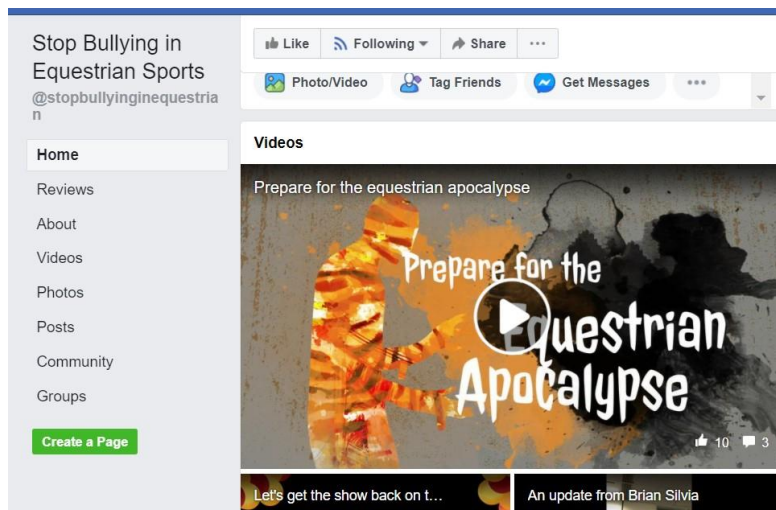 Stop Bullying in
Equestrian Sports
@stopbullyinginequestria
n
Home
Reviews
About
Videos
Photos
Posts
Community
Groups
Create a Page
Like
Following
Share
Photo/Video
Tag Friends
Get Messages
Videos
Prepare for the equestrian apocalypse
Prepare for the
Equestrian
Apocalypse
10
3
Let's get the show back on t...
An update from Brian Silvia